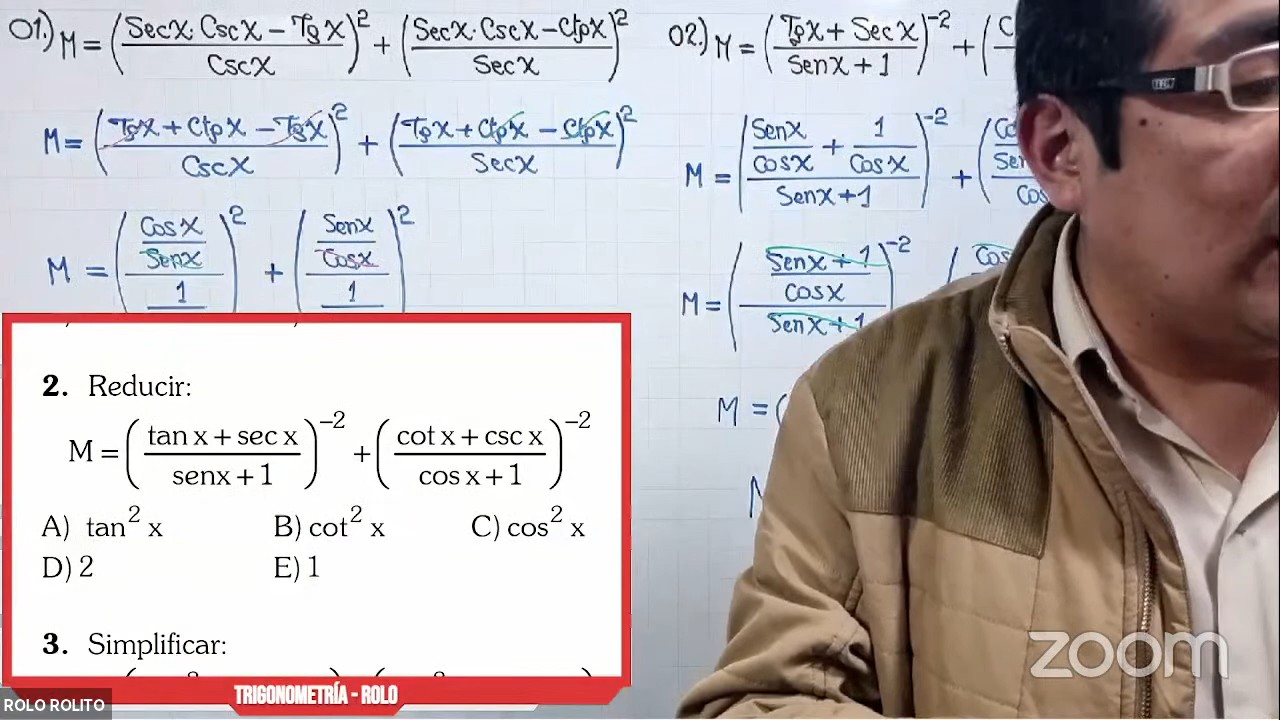 01.) M = (Secx·Cscx - Tgx / Cscx)² + (Secx·Cscx - Ctgx / Secx)²
M = (Tgx + Ctgx - Tgx / Cscx)² + (Tgx + Ctgx - Ctgx / Secx)²
M = (Cosx / Senx / 1)² + (Senx / Cosx / 1)²
02.) M = (Tgx + Secx / Senx + 1)⁻² + (C
M = (Senx / Cosx + 1 / Cosx / Senx + 1)⁻² + (
M = (Senx + 1 / Cosx / Senx + 1)⁻² (Cos
M = (
2. Reducir:
M = (tan x + sec x / senx + 1)⁻² + (cot x + csc x / cos x + 1)⁻²
A) tan² x B) cot² x C) cos² x
D) 2 E) 1
3. Simplificar:
TRIGONOMETRÍA - ROLO
ROLO ROLITO
zoom